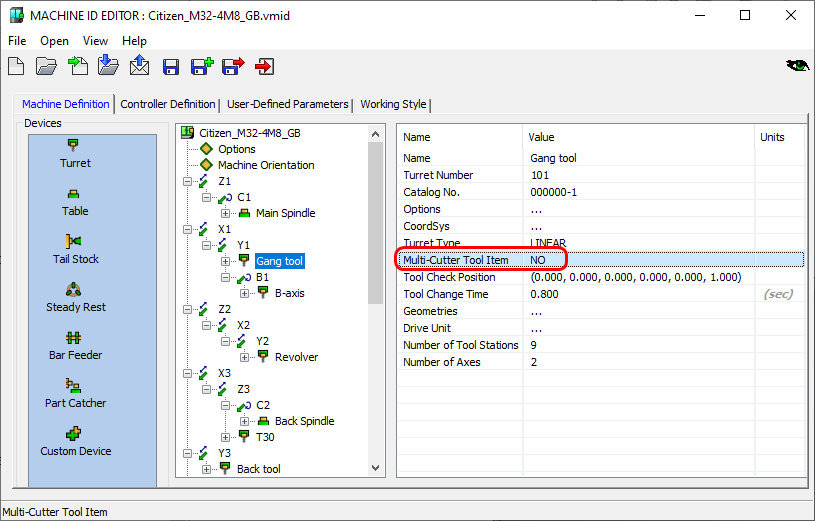 MACHINE ID EDITOR : Citizen_M32-4M8_GB.vmid
File Open View Help
Machine Definition Controller Definition User-Defined Parameters Working Style
Devices
Turret
Table
Tail Stock
Steady Rest
Bar Feeder
Part Catcher
Custom Device
Citizen_M32-4M8_GB
Options
Machine Orientation
Z1
C1
Main Spindle
X1
Y1
Gang tool
B1
B-axis
Z2
X2
Y2
Revolver
X3
Z3
C2
Back Spindle
T30
Y3
Back tool
Name Value Units
Name Gang tool
Turret Number 101
Catalog No. 000000-1
Options ...
CoordSys ...
Turret Type LINEAR
Multi-Cutter Tool Item NO
Tool Check Position (0.000, 0.000, 0.000, 0.000, 0.000, 1.000)
Tool Change Time 0.800 (sec)
Geometries ...
Drive Unit ...
Number of Tool Stations 9
Number of Axes 2
Multi-Cutter Tool Item